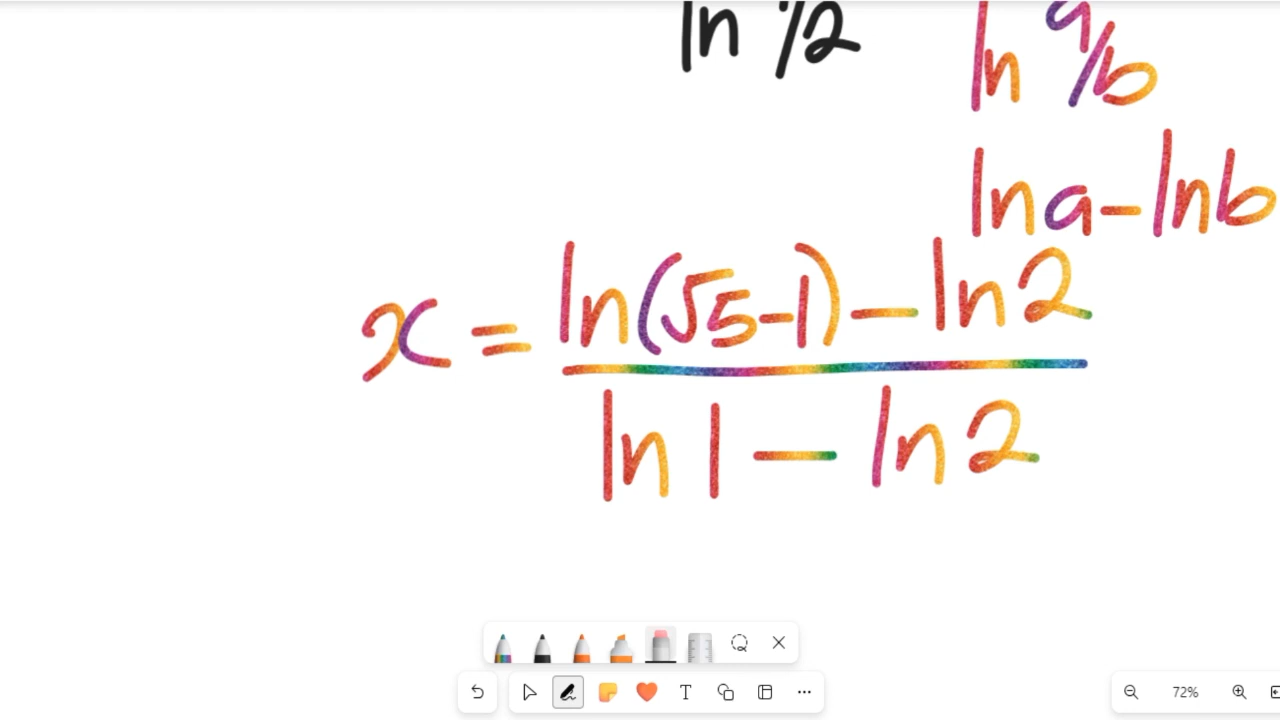 ln 1/2
ln a/b
ln a - ln b
x = (ln(√5-1) - ln 2)/(ln 1 - ln 2)
T
72%